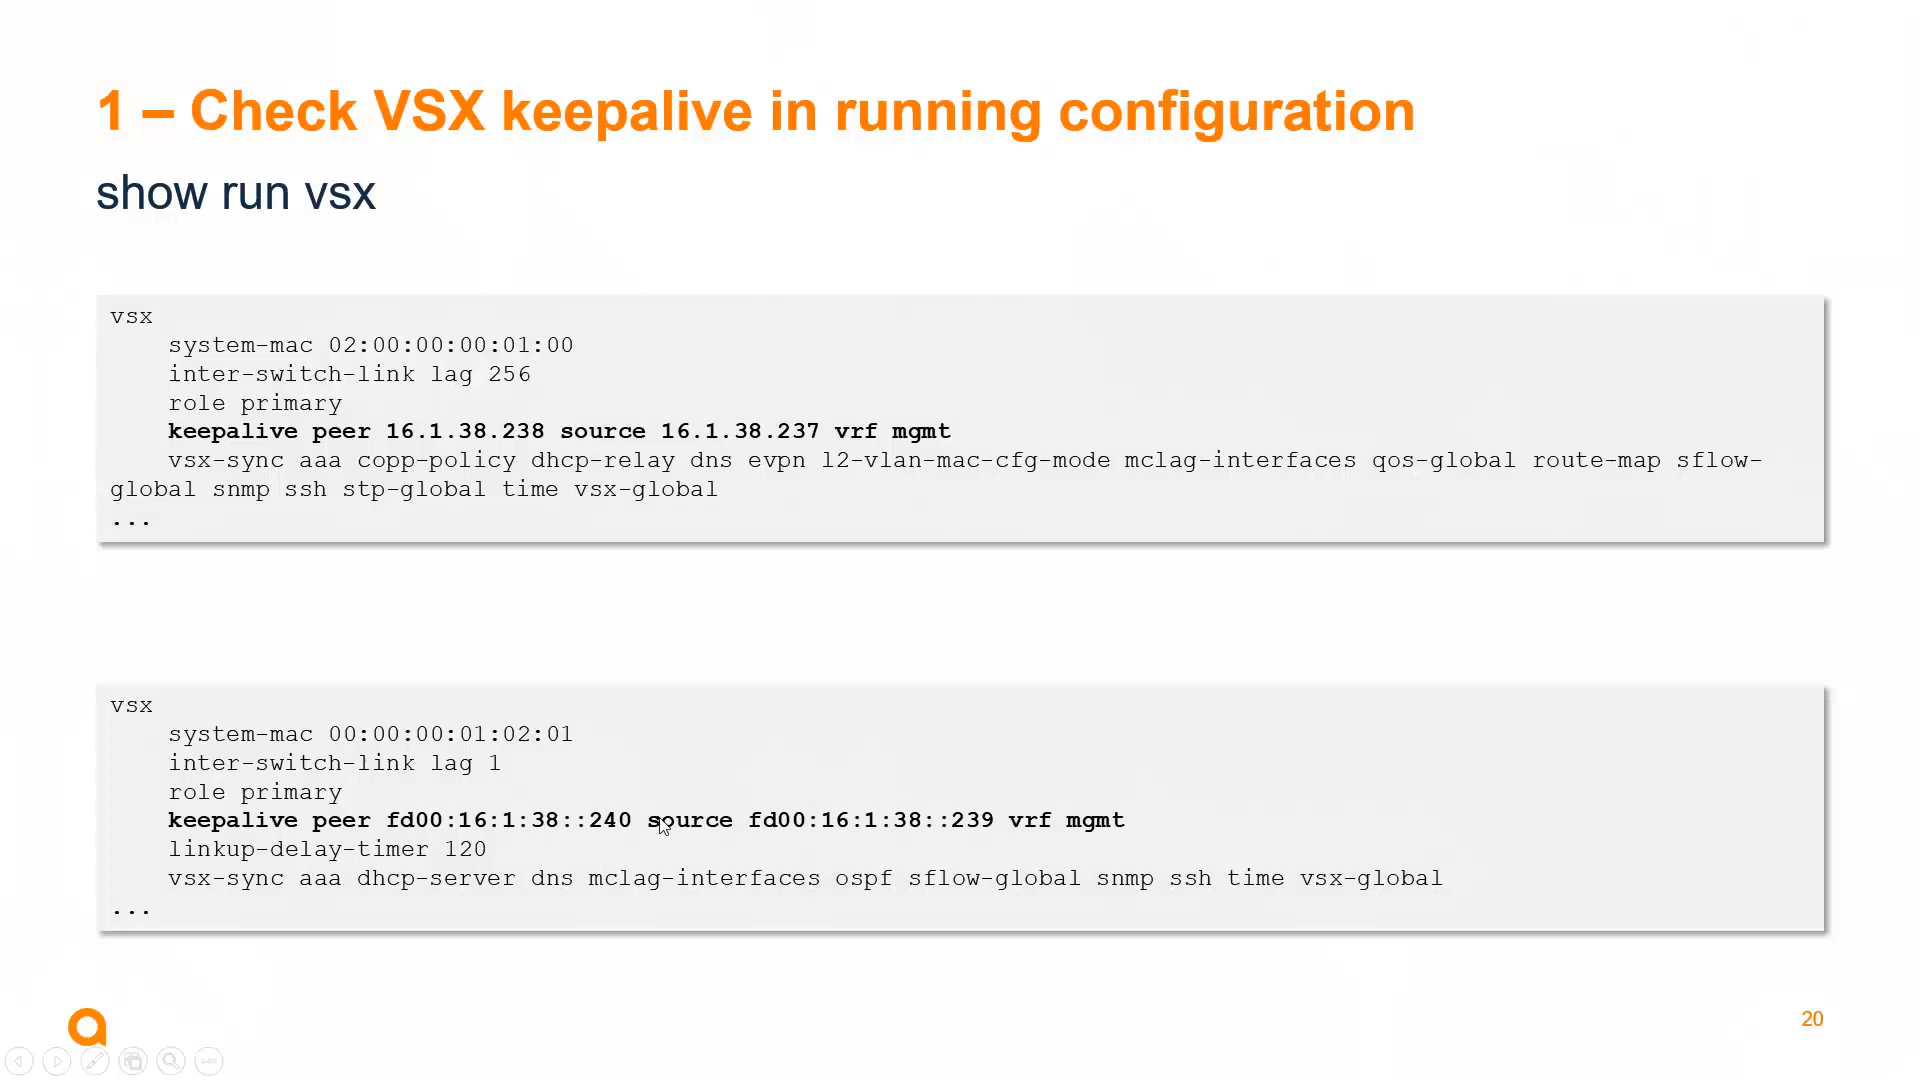 1 – Check VSX keepalive in running configuration
show run vsx
vsx
system-mac 02:00:00:00:01:00
inter-switch-link lag 256
role primary
keepalive peer 16.1.38.238 source 16.1.38.237 vrf mgmt
vsx-sync aaa copp-policy dhcp-relay dns evpn l2-vlan-mac-cfg-mode mclag-interfaces qos-global route-map sflow-
global snmp ssh stp-global time vsx-global
...
vsx
system-mac 00:00:00:01:02:01
inter-switch-link lag 1
role primary
keepalive peer fd00:16:1:38::240 source fd00:16:1:38::239 vrf mgmt
linkup-delay-timer 120
vsx-sync aaa dhcp-server dns mclag-interfaces ospf sflow-global snmp ssh time vsx-global
...
20